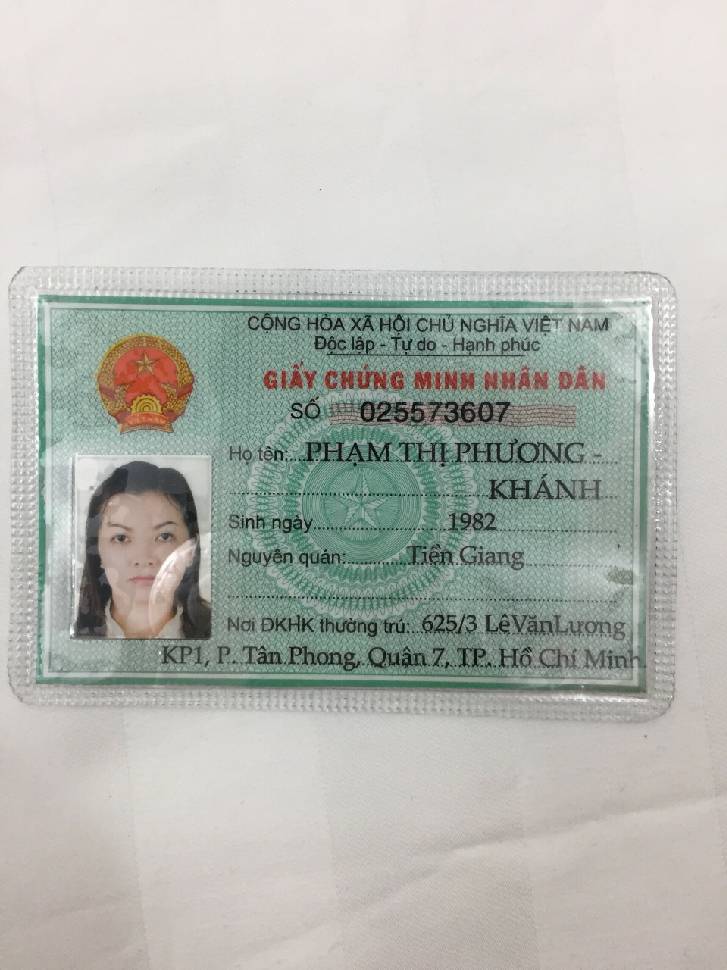 CỘNG HÒA XÃ HỘI CHỦ NGHĨA VIỆT NAM
Độc lập - Tự do - Hạnh phúc
GIẤY CHỨNG MINH NHÂN DÂN
SỐ 025573607
Họ tên: PHẠM THỊ PHƯƠNG -
KHÁNH
Sinh ngày 1982
Nguyên quán: Tiền Giang
Nơi ĐKHK thường trú: 625/3 LêVănLương
KP1, P. Tân Phong, Quận 7, TP. Hồ Chí Minh.
VIỆT NAM